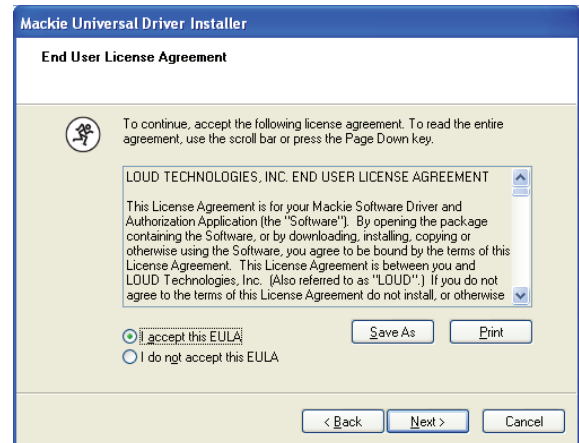 Mackie Universal Driver Installer
End User License Agreement
To continue, accept the following license agreement. To read the entire
agreement, use the scroll bar or press the Page Down key.
LOUD TECHNOLOGIES, INC. END USER LICENSE AGREEMENT
This License Agreement is for your Mackie Software Driver and
Authorization Application (the "Software"). By opening the package
containing the Software, or by downloading, installing, copying or
otherwise using the Software, you agree to be bound by the terms of this
License Agreement. This License Agreement is between you and
LOUD Technologies, Inc. (Also referred to as "LOUD".) If you do not
agree to the terms of this License Agreement do not install, or otherwise
I accept this EULA
Save As
Print
I do not accept this EULA
< Back
Next >
Cancel